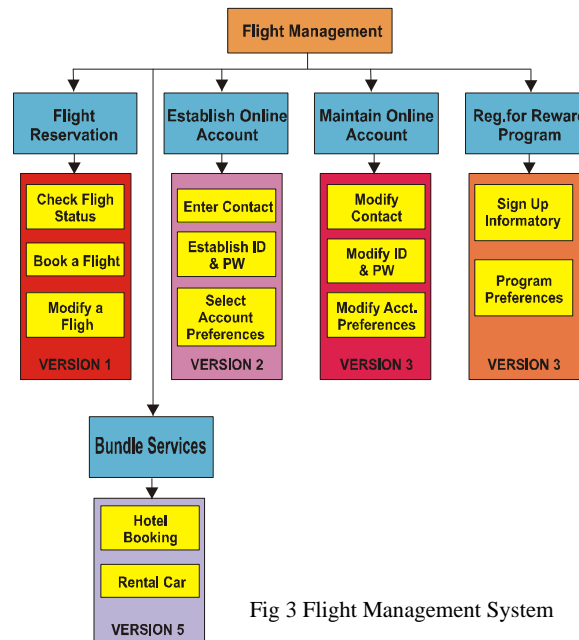 Flight Management
Flight
Reservation
Establish Online
Account
Maintain Online
Account
Reg.for Reward
Program
Check Fligh
Status
Book a Flight
Modify a
Fligh
VERSION 1
Enter Contact
Establish ID
& PW
Select
Account
Preferences
VERSION 2
Modify
Contact
Modify ID
& PW
Modify Acct.
Preferences
VERSION 3
Sign Up
Informatory
Program
Preferences
VERSION 3
Bundle Services
Hotel
Booking
Rental Car
VERSION 5
Fig 3 Flight Management System